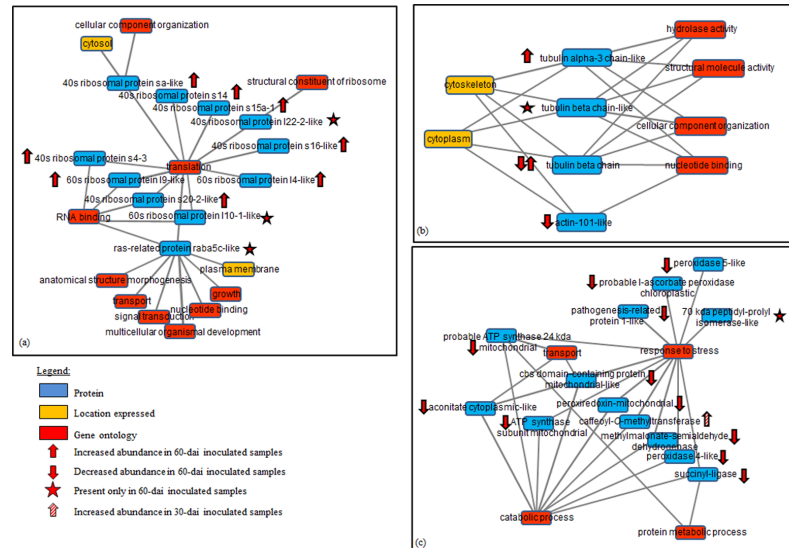 cellular component organization
cytosol
40s ribosomal protein sa-like
40s ribosomal protein s14
structural constituent of ribosome
40s ribosomal protein s15a-1
40s ribosomal protein l22-2-like
40s ribosomal protein s16-like
40s ribosomal protein s4-3
translation
60s ribosomal protein l9-like
60s ribosomal protein l4-like
40s ribosomal protein s20-2-like
RNA binding
60s ribosomal protein l10-1-like
ras-related protein raba5c-like
plasma membrane
anatomical structure morphogenesis
growth
transport
nucleotide binding
signal transduction
multicellular organismal development
(a)
Legend:
Protein
Location expressed
Gene ontology
Increased abundance in 60-dai inoculated samples
Decreased abundance in 60-dai inoculated samples
Present only in 60-dai inoculated samples
Increased abundance in 30-dai inoculated samples
hydrolase activity
tubulin alpha-3 chain-like
structural molecule activity
cytoskeleton
tubulin beta chain-like
cellular component organization
cytoplasm
tubulin beta chain
nucleotide binding
actin-101-like
(b)
peroxidase 5-like
probable l-ascorbate peroxidase
chloroplastic
pathogenesis-related
protein 1-like
70 kda peptidyl-prolyl
isomerase-like
probable ATP synthase 24 kda
mitochondrial
transport
response to stress
cbs domain-containing protein
mitochondrial-like
aconitate cytoplasmic-like
peroxiredoxin-mitochondrial
ATP synthase
subunit mitochondrial
caffeoyl-O-methyltransferase
methylmalonate-semialdehyde
dehydrogenase
peroxidase 4-like
succinyl-ligase
catabolic process
protein metabolic process
(c)